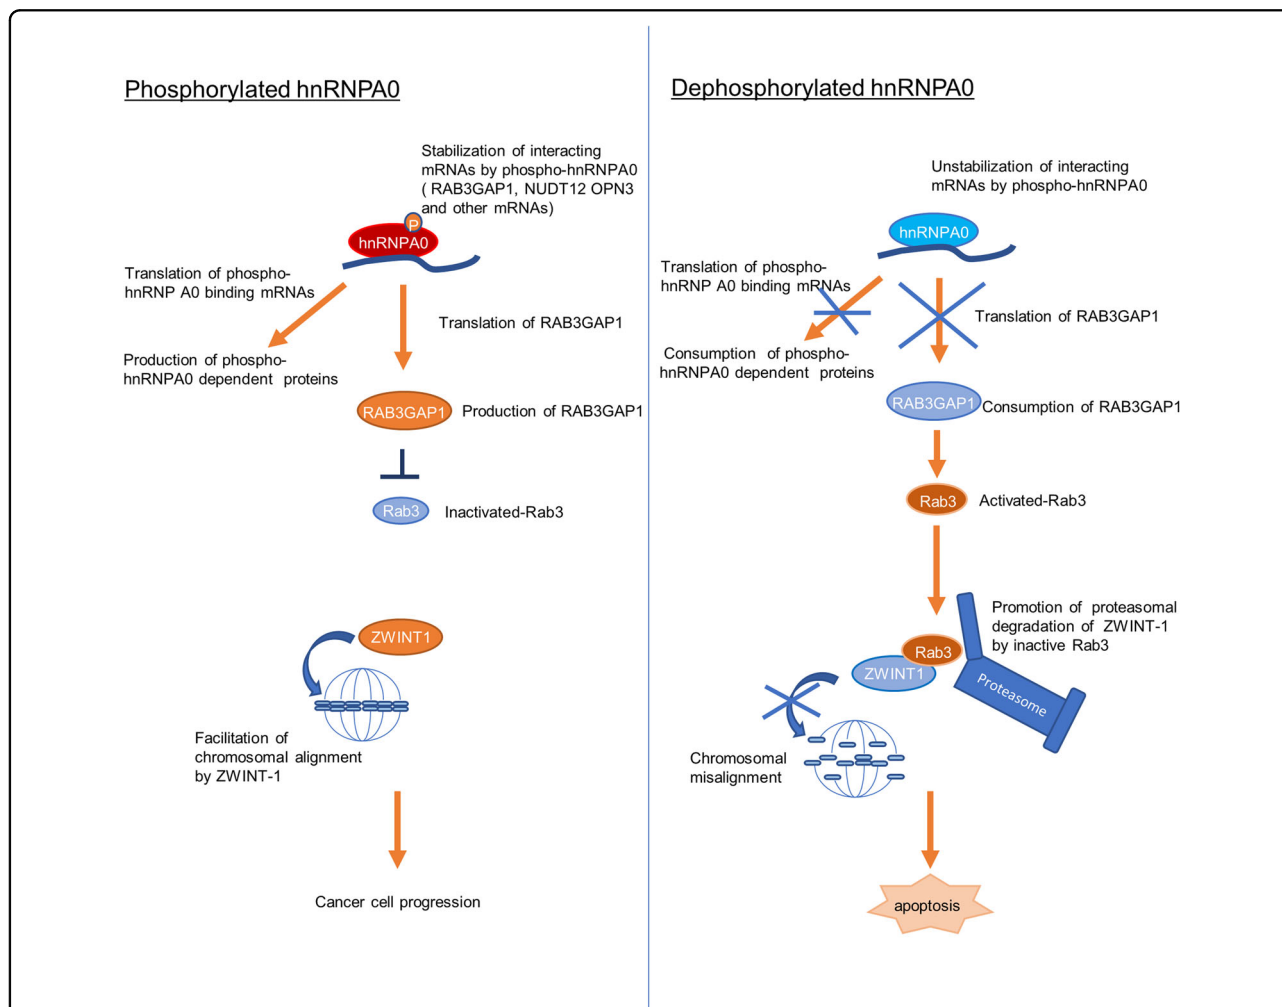 Phosphorylated hnRNPA0
Stabilization of interacting
mRNAs by phospho-hnRNPA0
( RAB3GAP1, NUDT12 OPN3
and other mRNAs)
P
hnRNPA0
Translation of phospho-
hnRNP A0 binding mRNAs
Translation of RAB3GAP1
Production of phospho-
hnRNPA0 dependent proteins
RAB3GAP1
Production of RAB3GAP1
Rab3
Inactivated-Rab3
ZWINT1
Facilitation of
chromosomal alignment
by ZWINT-1
Cancer cell progression
Dephosphorylated hnRNPA0
Unstabilization of interacting
mRNAs by phospho-hnRNPA0
hnRNPA0
Translation of phospho-
hnRNP A0 binding mRNAs
Translation of RAB3GAP1
Consumption of phospho-
hnRNPA0 dependent proteins
RAB3GAP1
Consumption of RAB3GAP1
Rab3
Activated-Rab3
Promotion of proteasomal
degradation of ZWINT-1
by inactive Rab3
Rab3
ZWINT1
Proteasome
Chromosomal
misalignment
apoptosis